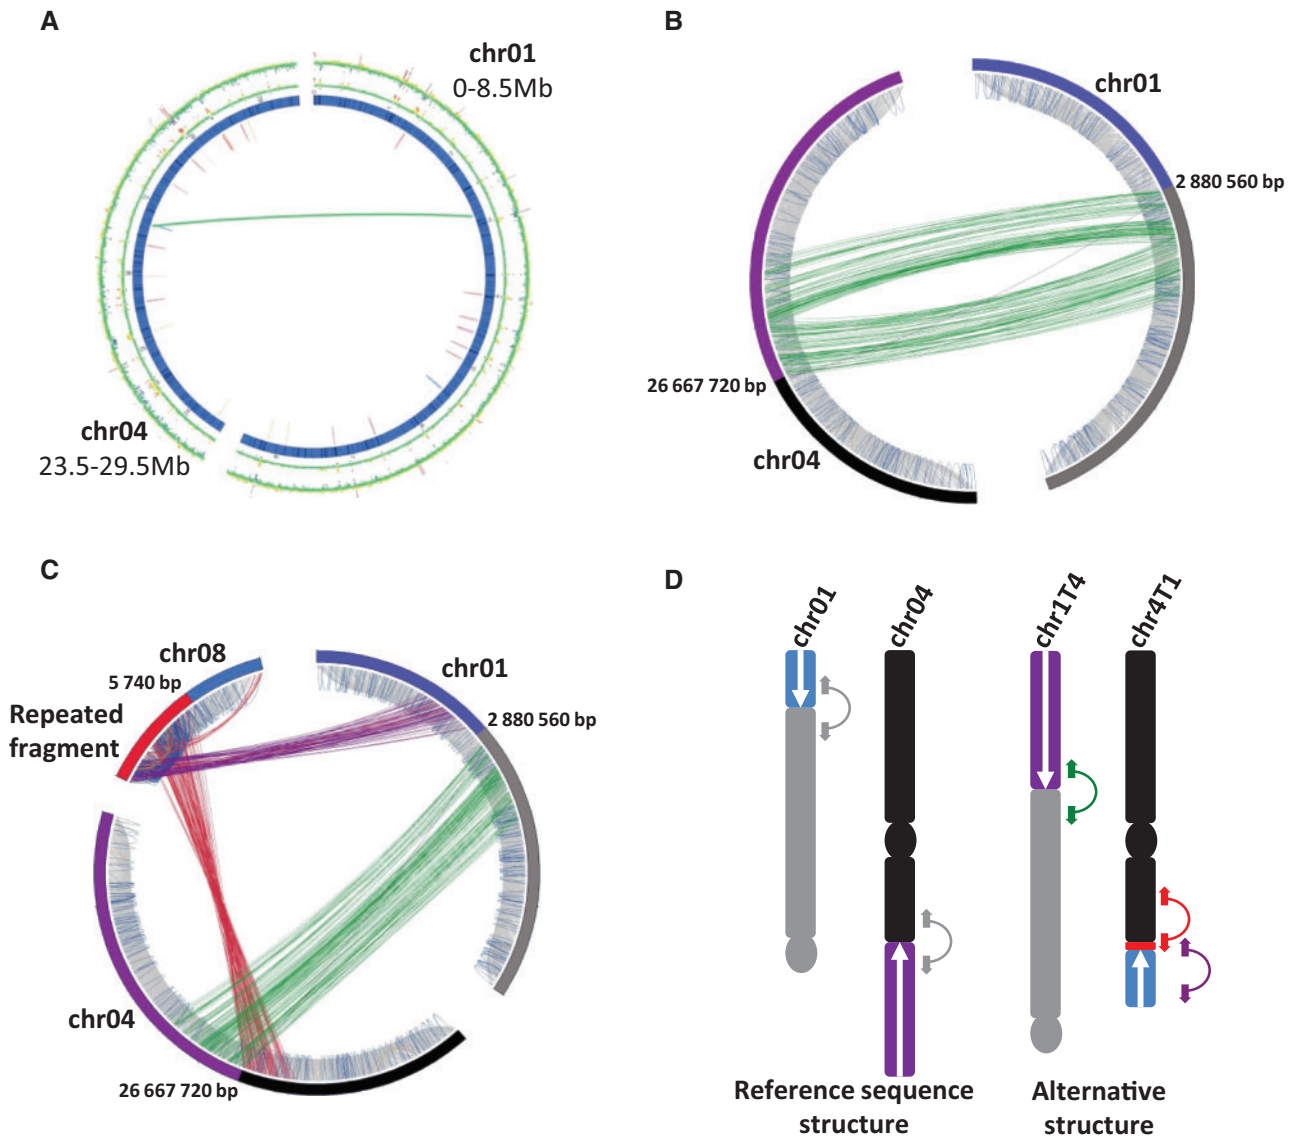 A
chr01
0-8.5Mb
chr04
23.5-29.5Mb
B
chr01
2 880 560 bp
26 667 720 bp
chr04
C
chr08
5 740 bp
Repeated
fragment
chr01
2 880 560 bp
chr04
26 667 720 bp
D
chr01
chr04
chr1T4
chr4T1
Reference sequence
structure
Alternative
structure